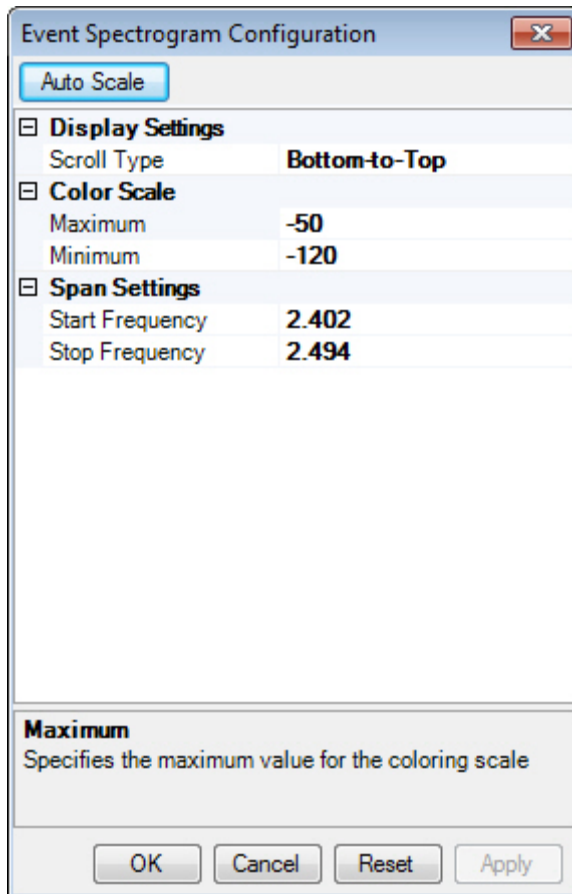 Event Spectrogram Configuration
Auto Scale
Display Settings
Scroll Type Bottom-to-Top
Color Scale
Maximum -50
Minimum -120
Span Settings
Start Frequency 2.402
Stop Frequency 2.494
Maximum
Specifies the maximum value for the coloring scale
OK Cancel Reset Apply